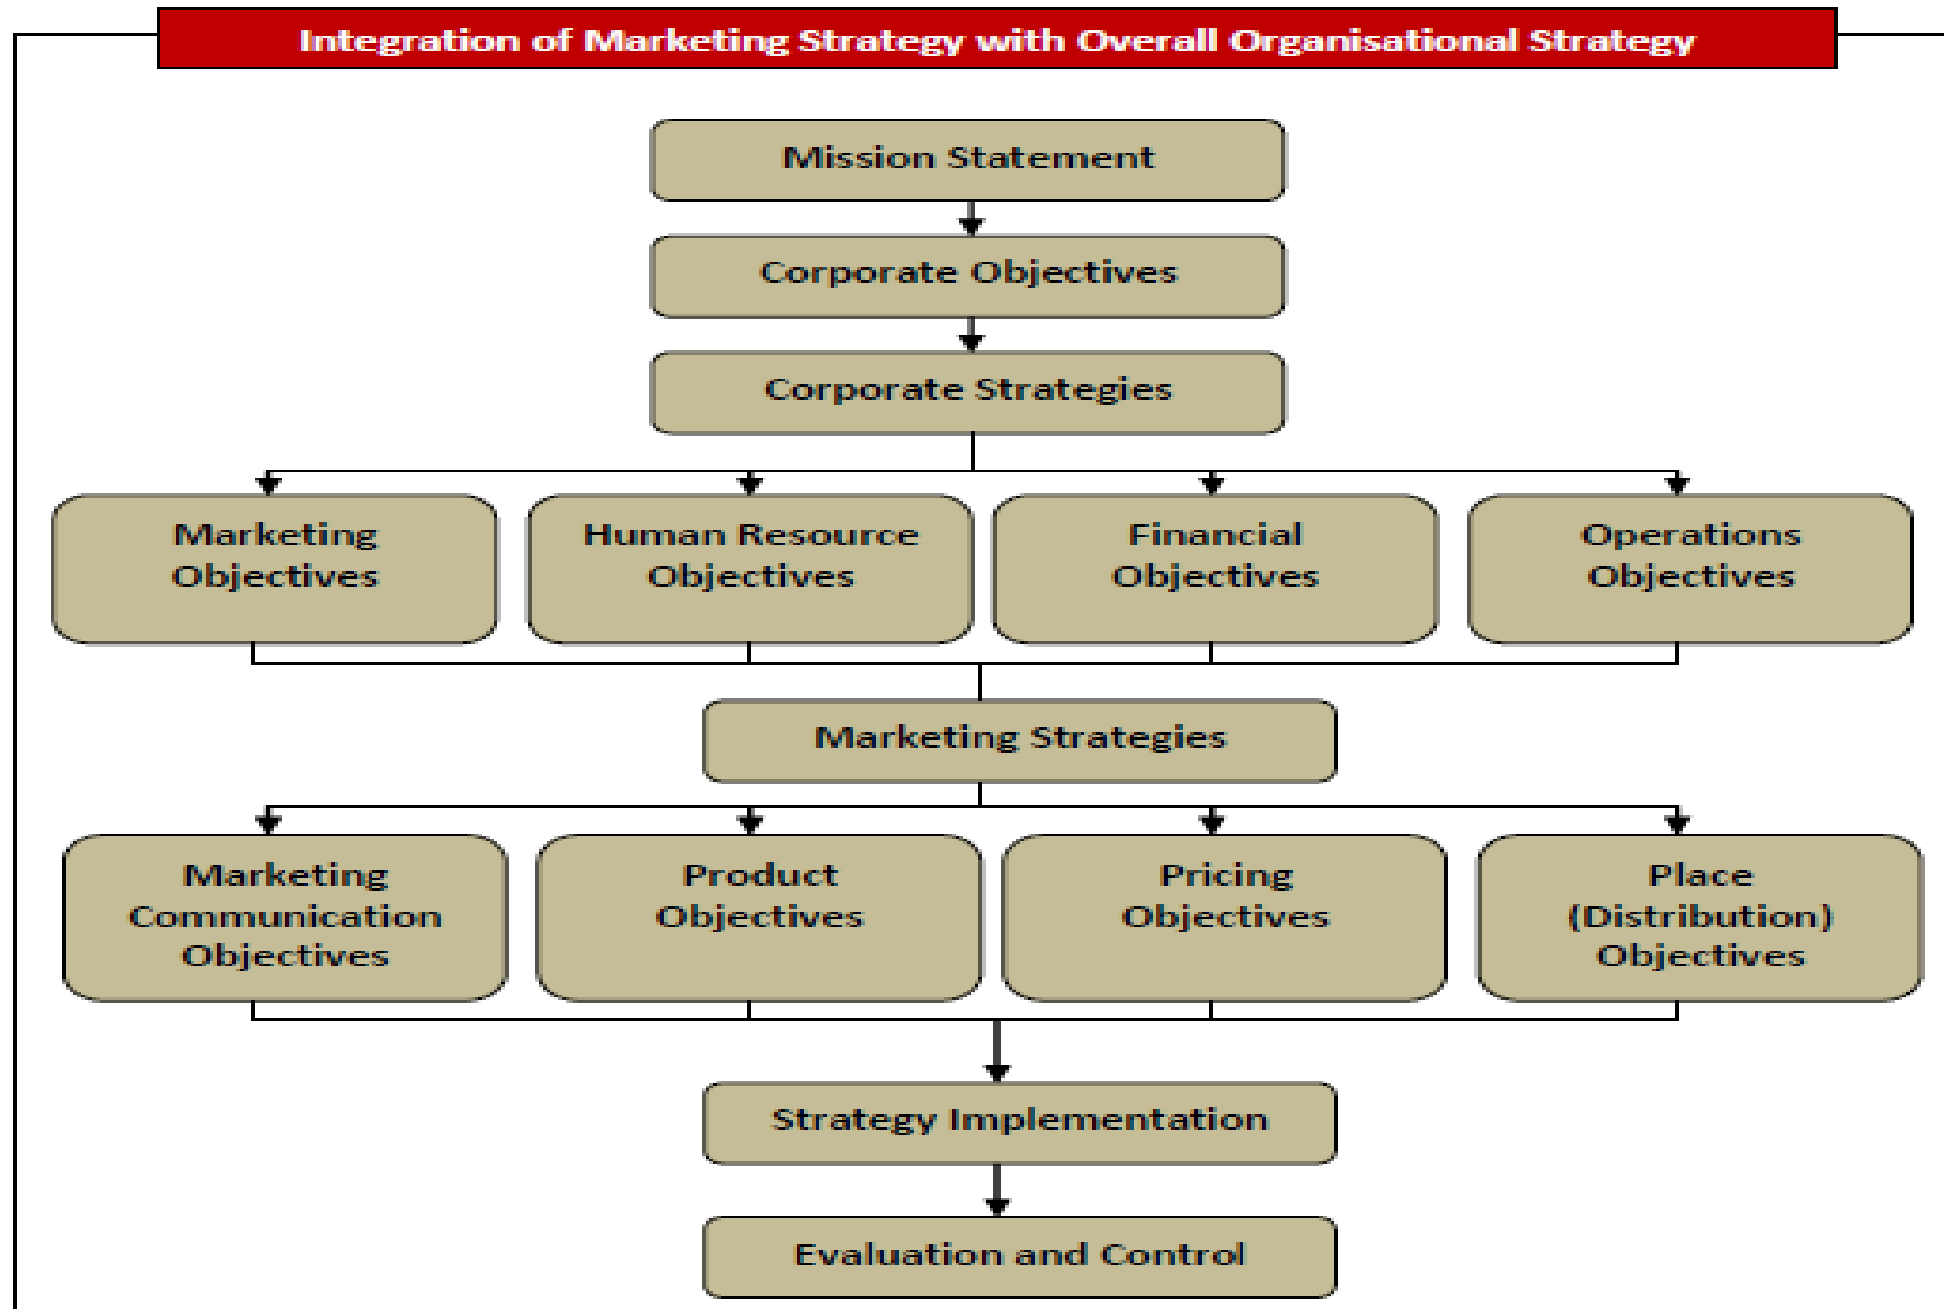 Integration of Marketing Strategy with Overall Organisational Strategy
Mission Statement
Corporate Objectives
Corporate Strategies
Marketing
Objectives
Human Resource
Objectives
Financial
Objectives
Operations
Objectives
Marketing Strategies
Marketing
Communication
Objectives
Product
Objectives
Pricing
Objectives
Place
(Distribution)
Objectives
Strategy Implementation
Evaluation and Control